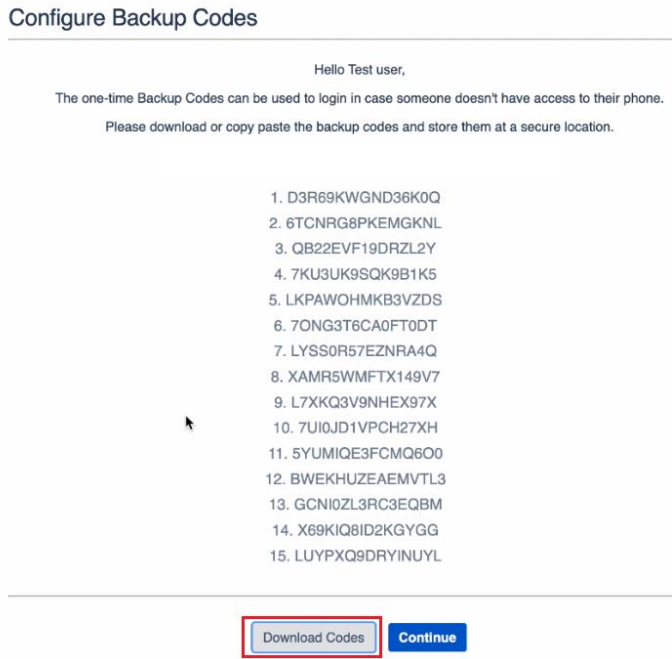 Configure Backup Codes
Hello Test user,
The one-time Backup Codes can be used to login in case someone doesn't have access to their phone.
Please download or copy paste the backup codes and store them at a secure location.
1. D3R69KWGND36K0Q
2. 6TCNRG8PKEMGKNL
3. QB22EVF19DRZL2Y
4. 7KU3UK9SQK9B1K5
5. LKPAWOHMKB3VZDS
6. 7ONG3T6CA0FT0DT
7. LYSS0R57EZNRA4Q
8. XAMR5WMFTX149V7
9. L7XKQ3V9NHEX97X
10. 7UI0JD1VPCH27XH
11. 5YUMIQE3FCMQ6O0
12. BWEKHUZEAEMVTL3
13. GCNI0ZL3RC3EQBM
14. X69KIQ8ID2KGYGG
15. LUYPXQ9DRYINUYL
Download Codes Continue